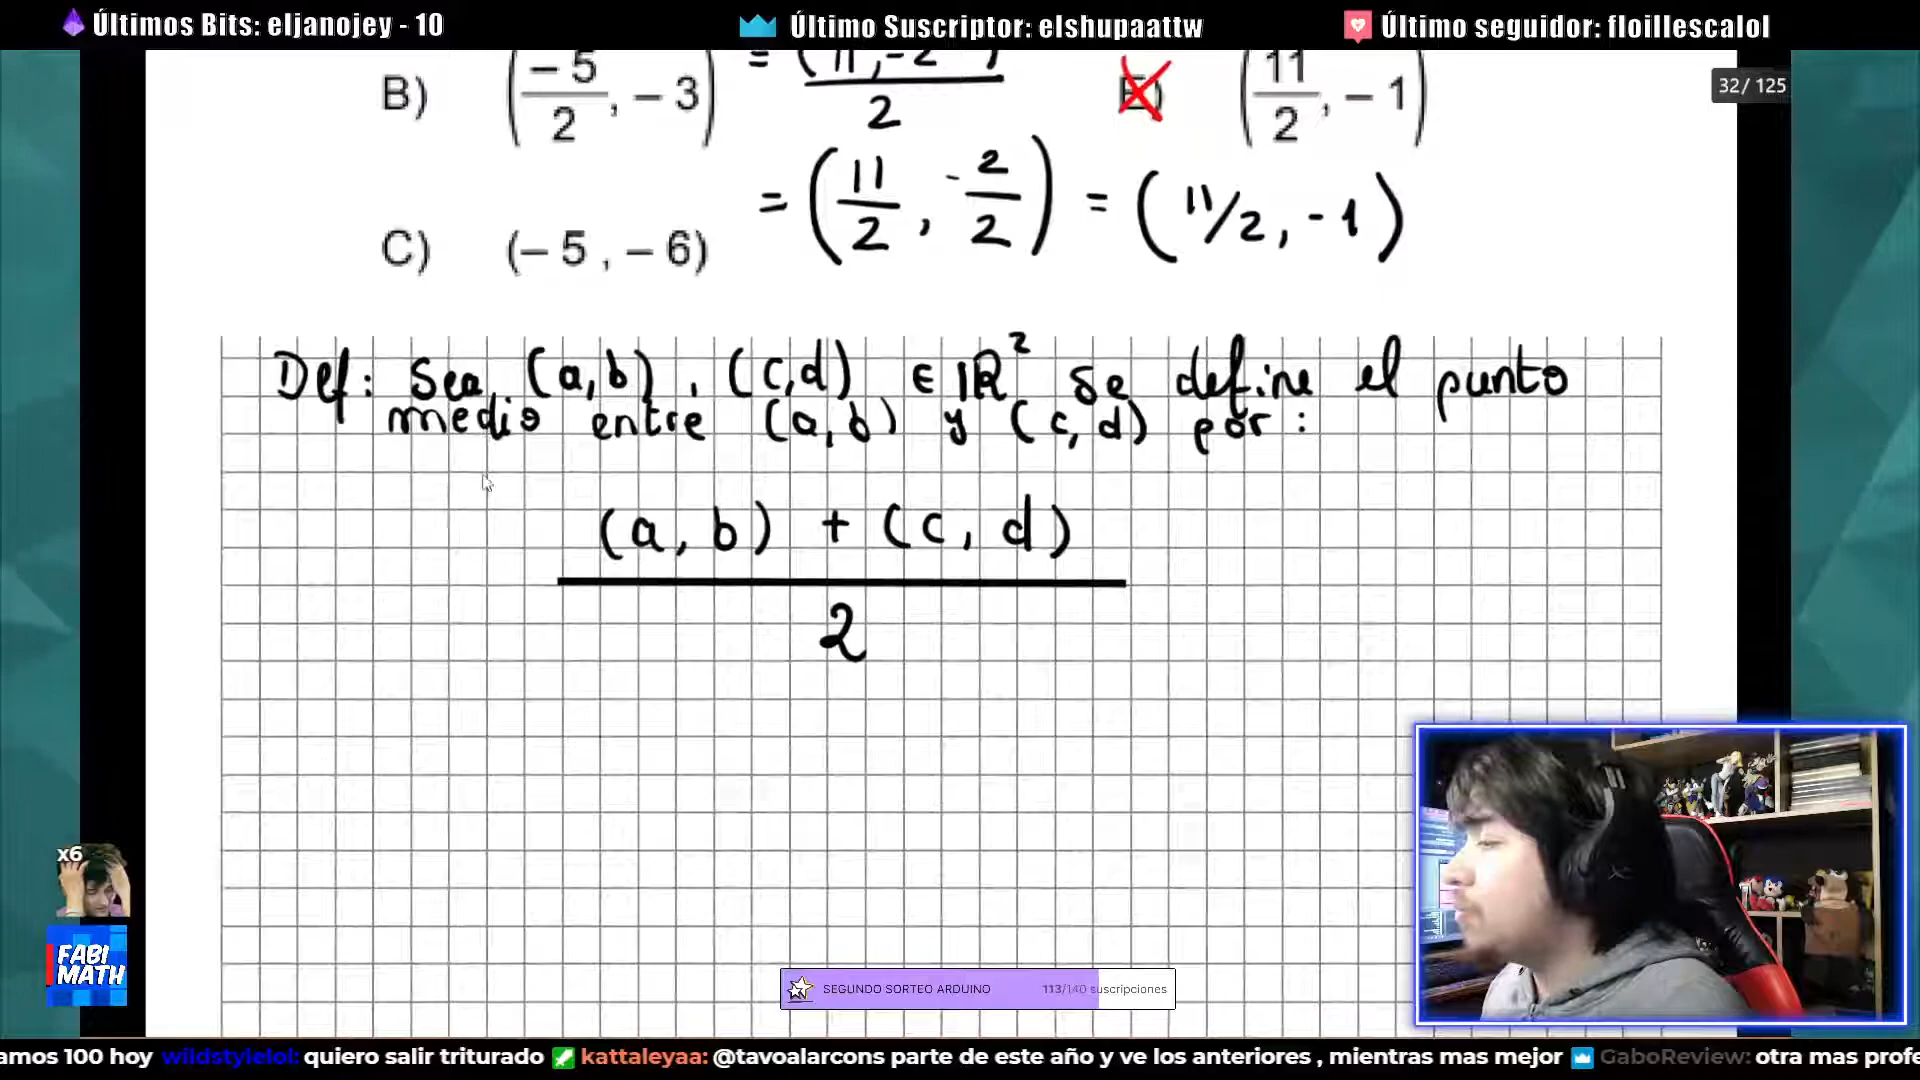 Últimos Bits: eljanojey - 10
Último Suscriptor: elshupaattw
Último seguidor: floillescalol
32/ 125
B) (-5/2, - 3) = (11, -2)/2
E) (11/2, - 1)
= (11/2, -2/2) = (11/2, -1)
C) (- 5 , - 6)
Def: Sea (a,b), (c,d) ∈ ℝ² se define el punto
medio entre (a,b) y (c,d) por:
(a, b) + (c, d)
2
x6
FABI
MATH
SEGUNDO SORTEO ARDUINO 113/140 suscripciones
amos 100 hoy wildstylelol: quiero salir triturado kattaleyaa: @tavoalarcons parte de este año y ve los anteriores , mientras mas mejor GaboReview: otra mas profe